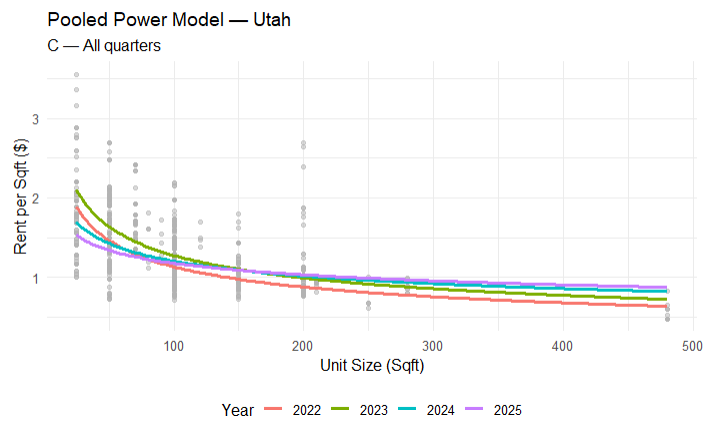 Pooled Power Model — Utah
C — All quarters
Rent per Sqft ($)
3
2
1
100 200 300 400 500
Unit Size (Sqft)
Year 2022 2023 2024 2025